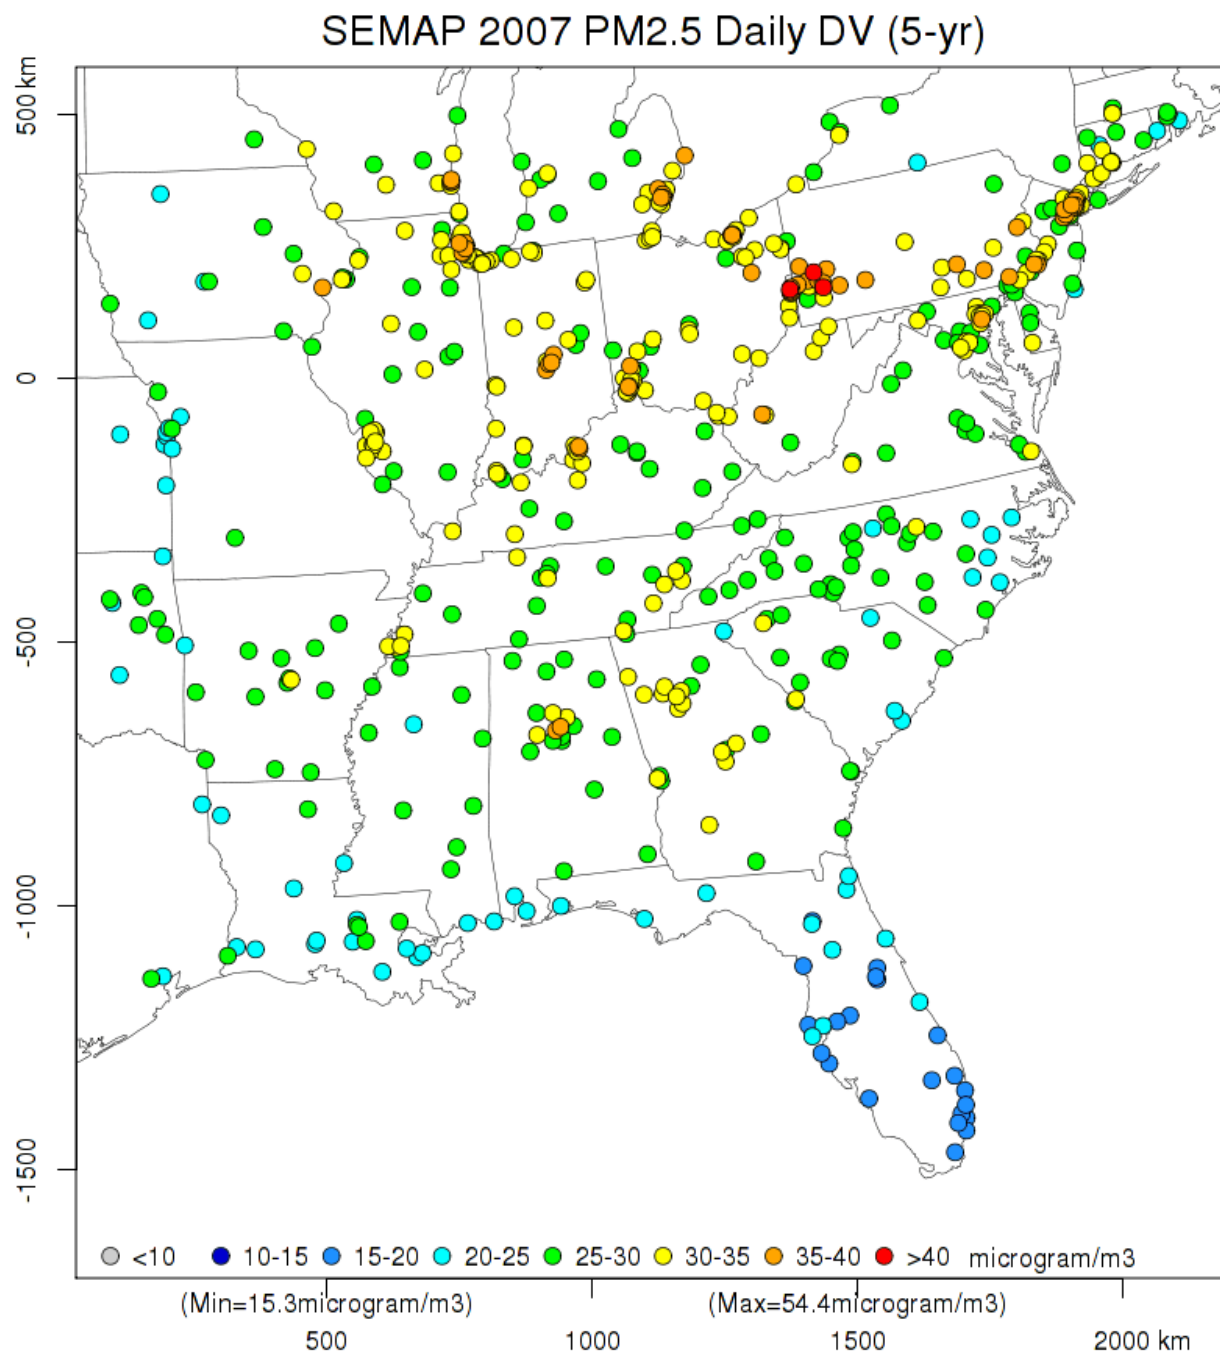 SEMAP 2007 PM2.5 Daily DV (5-yr)
500 km
0
-500
-1000
-1500
<10 10-15 15-20 20-25 25-30 30-35 35-40 >40 microgram/m3
(Min=15.3microgram/m3) (Max=54.4microgram/m3)
500 1000 1500 2000 km